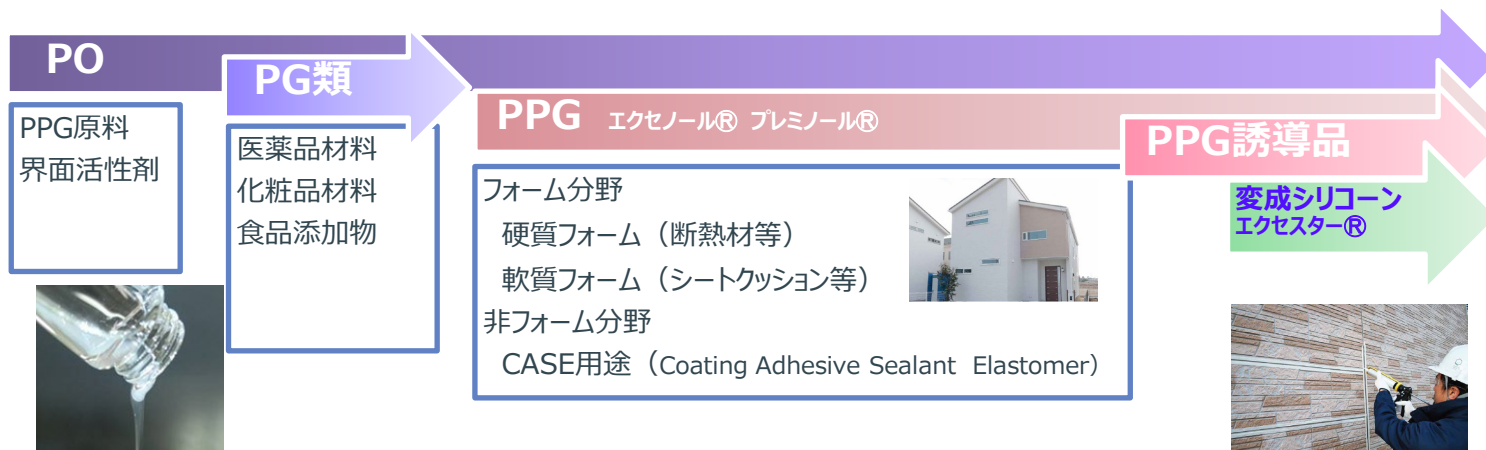 PO
PPG原料
界面活性剤
PG類
医薬品材料
化粧品材料
食品添加物
PPG エクセノール® プレミノール®
フォーム分野
硬質フォーム（断熱材等）
軟質フォーム（シートクッション等）
非フォーム分野
CASE用途（Coating Adhesive Sealant Elastomer）
PPG誘導品
変成シリコーン
エクセスター®